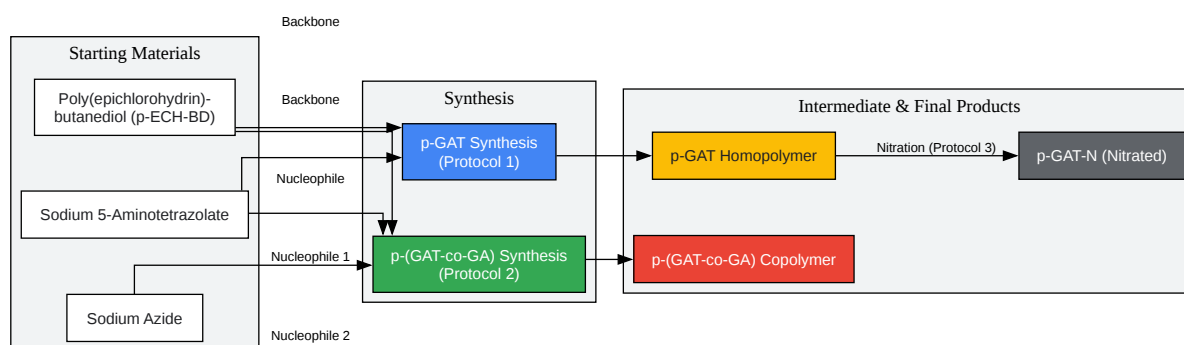 Backbone
Starting Materials
Poly(epichlorohydrin)-
butanediol (p-ECH-BD)
Backbone
Sodium 5-Aminotetrazolate
Nucleophile
Nucleophile 1
Sodium Azide
Nucleophile 2
Synthesis
p-GAT Synthesis
(Protocol 1)
p-(GAT-co-GA) Synthesis
(Protocol 2)
Intermediate & Final Products
p-GAT Homopolymer
Nitration (Protocol 3)
p-GAT-N (Nitrated)
p-(GAT-co-GA) Copolymer